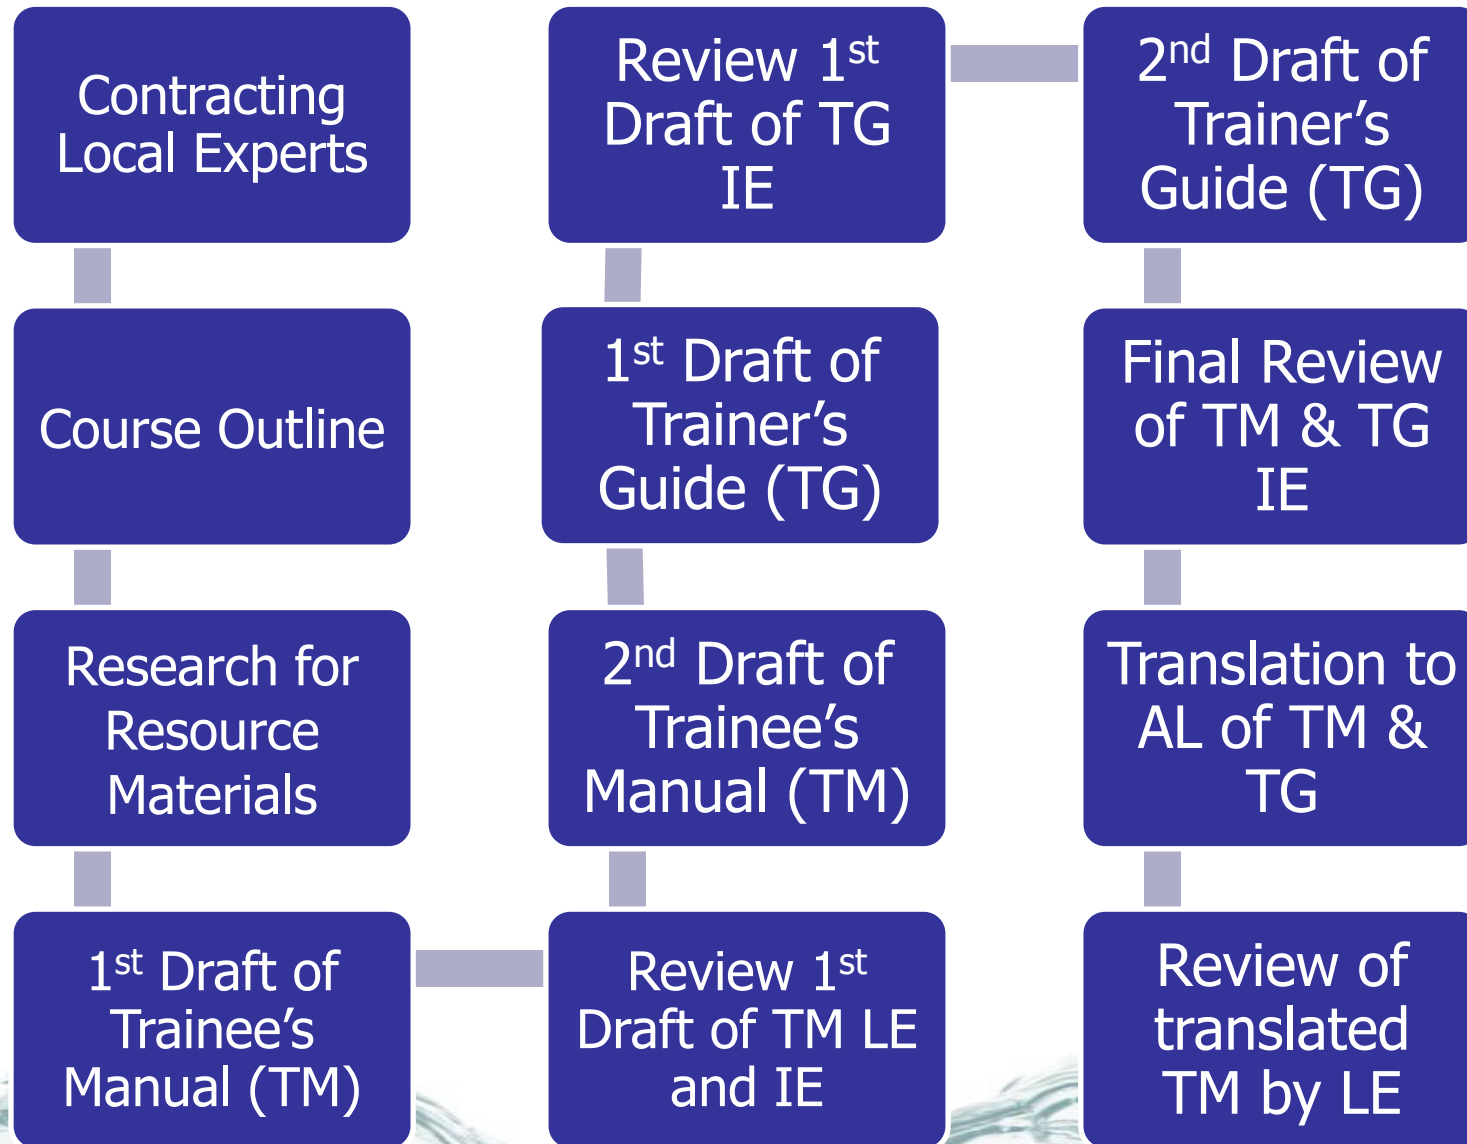 Contracting
Local Experts
Course Outline
Research for
Resource
Materials
1st Draft of
Trainee’s
Manual (TM)
Review 1st
Draft of TM LE
and IE
2nd Draft of
Trainee’s
Manual (TM)
1st Draft of
Trainer’s
Guide (TG)
Review 1st
Draft of TG
IE
2nd Draft of
Trainer’s
Guide (TG)
Final Review
of TM & TG
IE
Translation to
AL of TM &
TG
Review of
translated
TM by LE